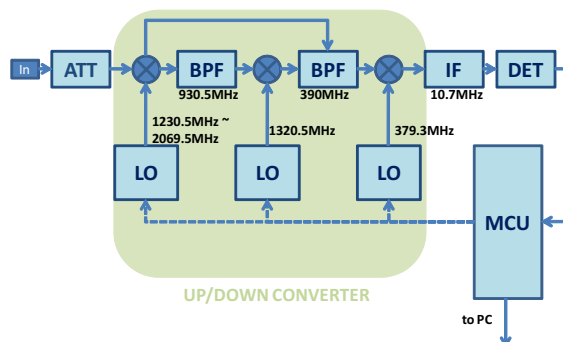 In
ATT
BPF
BPF
IF
DET
930.5MHz
390MHz
10.7MHz
1230.5MHz ~
2069.5MHz
1320.5MHz
379.3MHz
LO
LO
LO
MCU
UP/DOWN CONVERTER
to PC